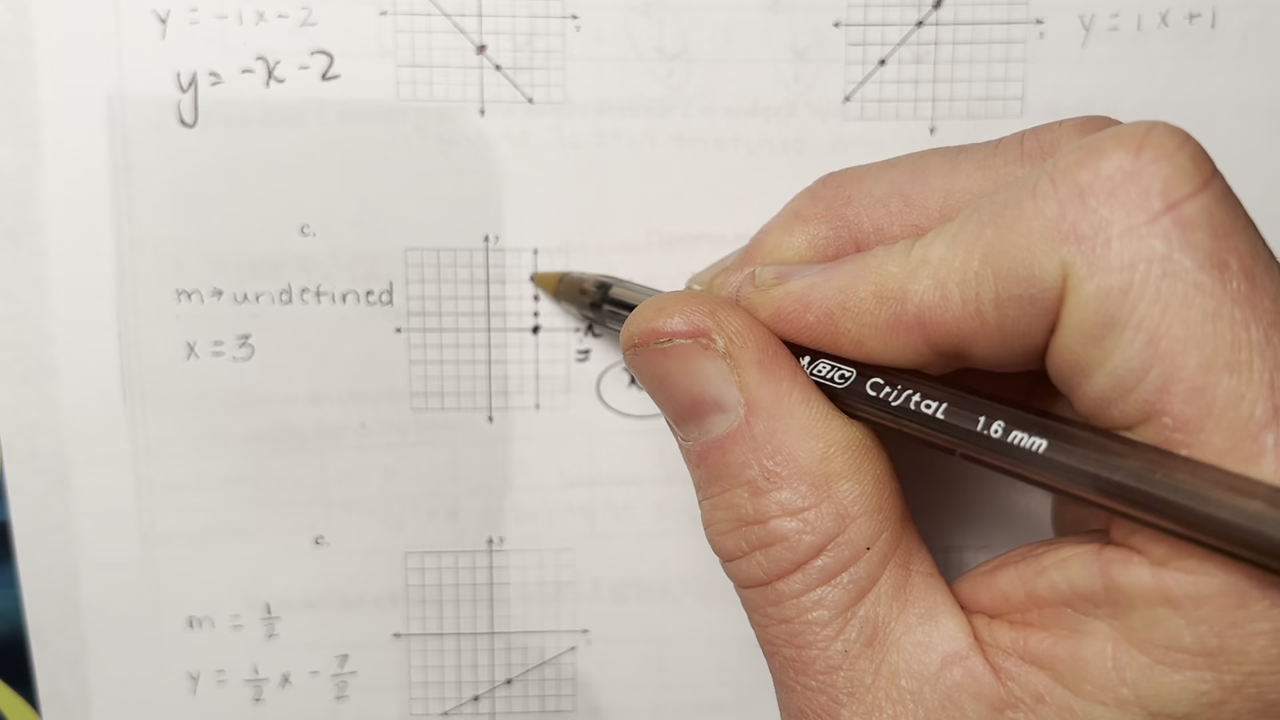 y = -1x - 2
y = 1x + 1
y = -x - 2
c.
y
m→undefined
x = 3
BIC Cristal 1.6 mm
e.
y
m = 1/2
y = 1/2 x - 7/2